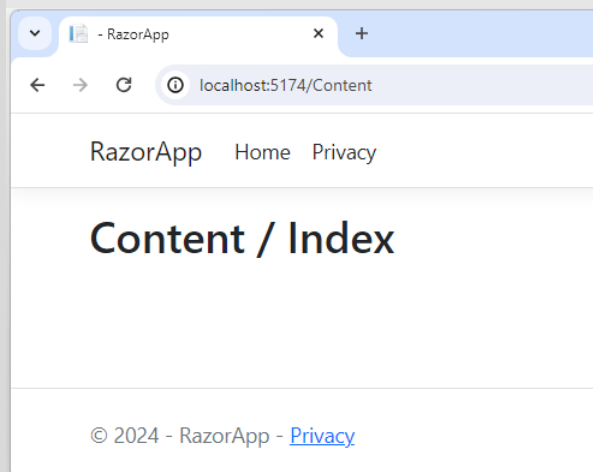 - RazorApp
localhost:5174/Content
RazorApp Home Privacy
Content / Index
© 2024 - RazorApp - Privacy